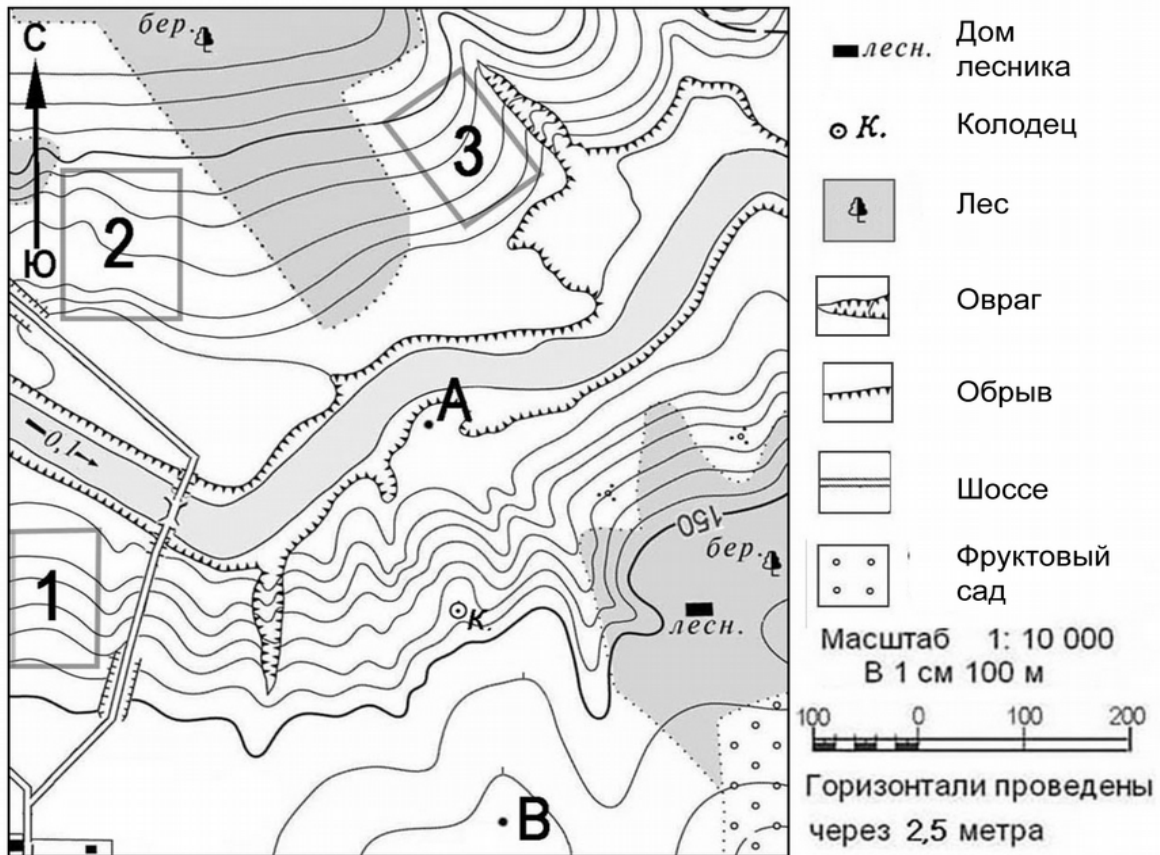 С
Ю
бер.
3
2
А
0,1
1
К.
150
бер.
лесн.
В
лесн.
Дом
лесника
К.
Колодец
Лес
Овраг
Обрыв
Шоссе
Фруктовый
сад
Масштаб 1: 10 000
В 1 см 100 м
100 0 100 200
Горизонтали проведены
через 2,5 метра